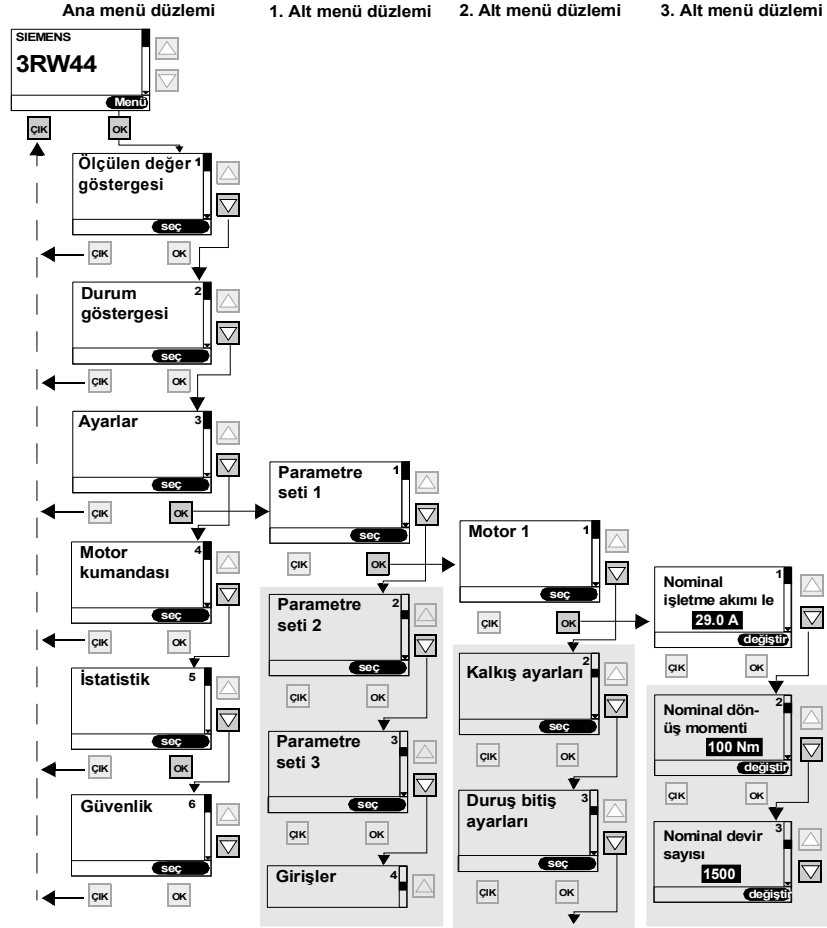 Ana menü düzlemi
1. Alt menü düzlemi
2. Alt menü düzlemi
3. Alt menü düzlemi
SIEMENS
3RW44
Menü
ÇIK
OK
Ölçülen değer 1
göstergesi
seç
ÇIK
OK
Durum 2
göstergesi
seç
ÇIK
OK
Ayarlar 3
seç
ÇIK
OK
Motor 4
kumandası
seç
ÇIK
OK
İstatistik 5
seç
ÇIK
OK
Güvenlik 6
seç
ÇIK
OK
Parametre 1
seti 1
seç
ÇIK
OK
Parametre 2
seti 2
seç
ÇIK
OK
Parametre 3
seti 3
seç
ÇIK
OK
Girişler 4
Motor 1 1
seç
ÇIK
OK
Kalkış ayarları 2
seç
ÇIK
OK
Duruş bitiş 3
ayarları
seç
ÇIK
OK
Nominal 1
işletme akımı Ie
29.0 A
değiştir
ÇIK
OK
Nominal dön- 2
üş momenti
100 Nm
değiştir
ÇIK
OK
Nominal devir 3
sayısı
1500
değiştir